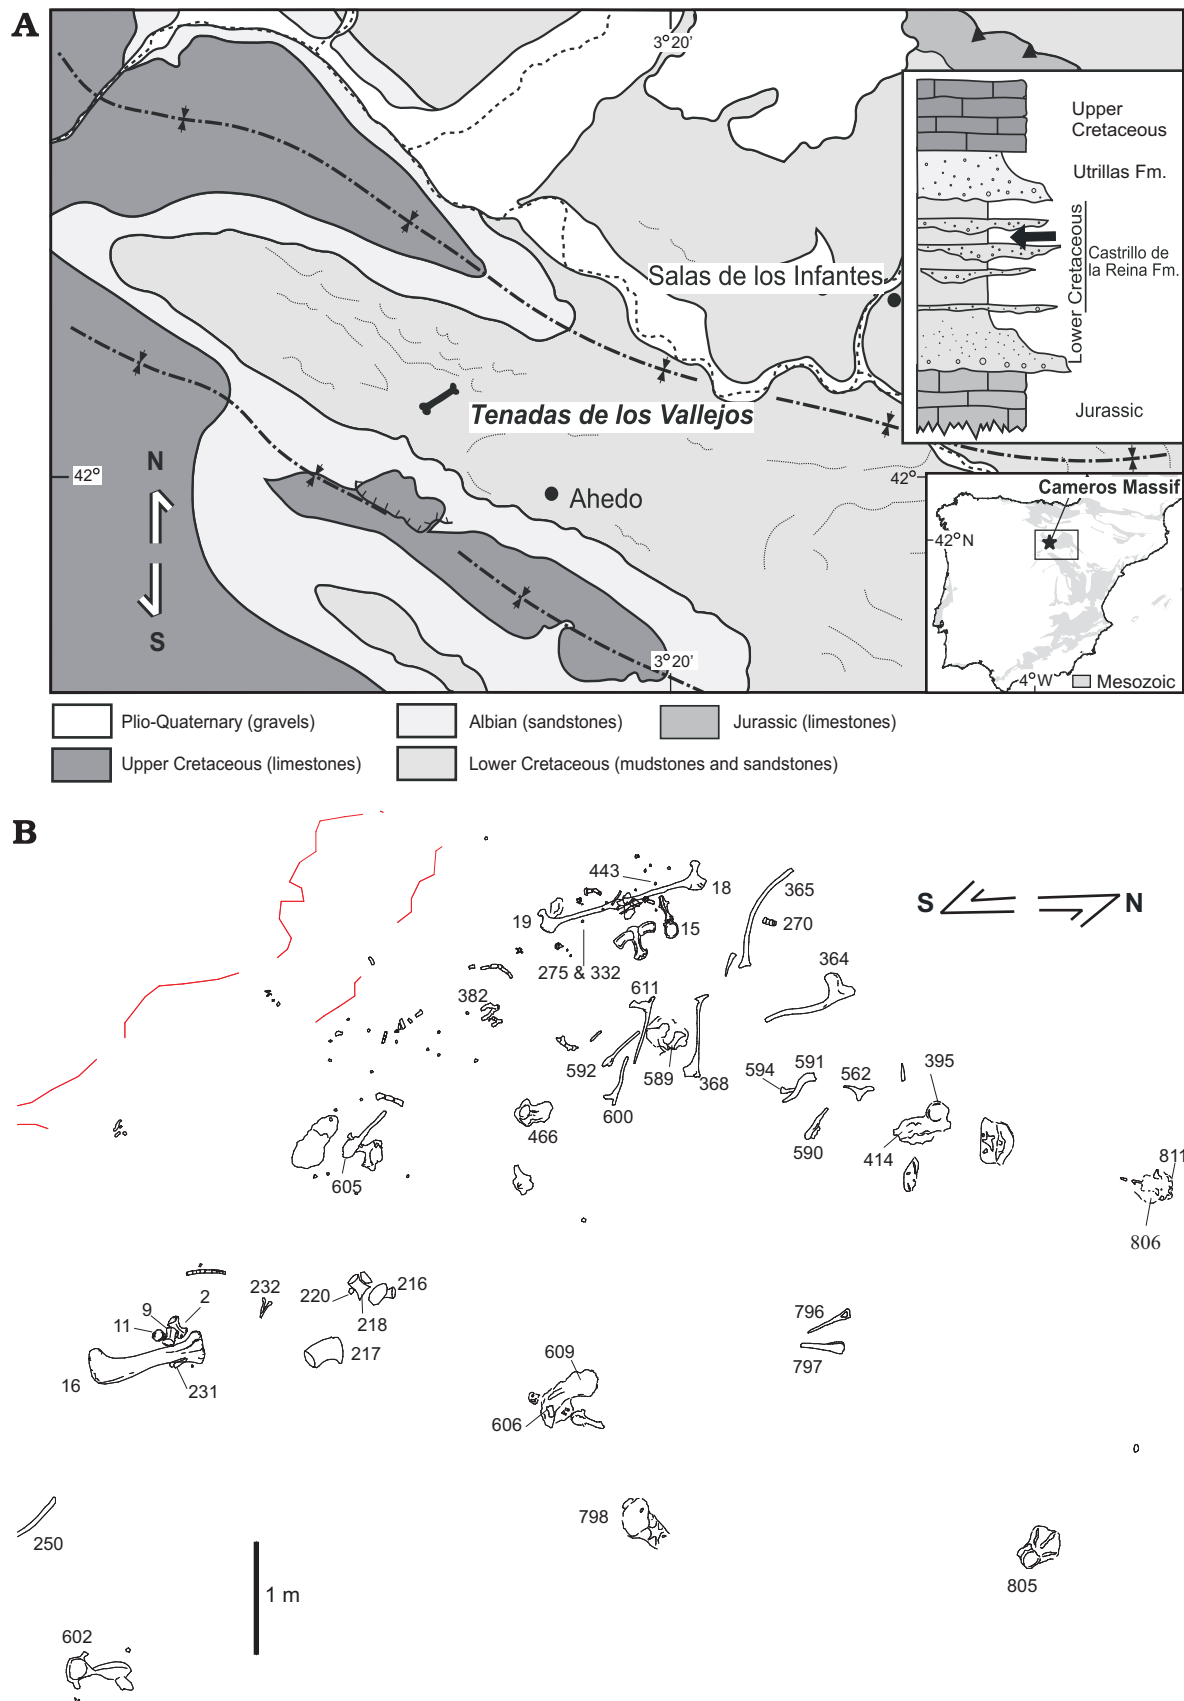 A
3°20'
Upper
Cretaceous
Utrillas Fm.
Lower Cretaceous
Castrillo de
la Reina Fm.
Jurassic
Salas de los Infantes
Tenadas de los Vallejos
42°
42°
N
S
Ahedo
3°20'
Cameros Massif
42°N
4°W
Mesozoic
Plio-Quaternary (gravels)
Albian (sandstones)
Jurassic (limestones)
Upper Cretaceous (limestones)
Lower Cretaceous (mudstones and sandstones)
B
443
18
365
S
N
19
15
270
275 & 332
364
382
611
592
589
368
594
591
562
395
600
466
590
414
605
811
806
232
220
216
2
9
11
218
796
217
797
16
231
609
606
798
250
805
1 m
602